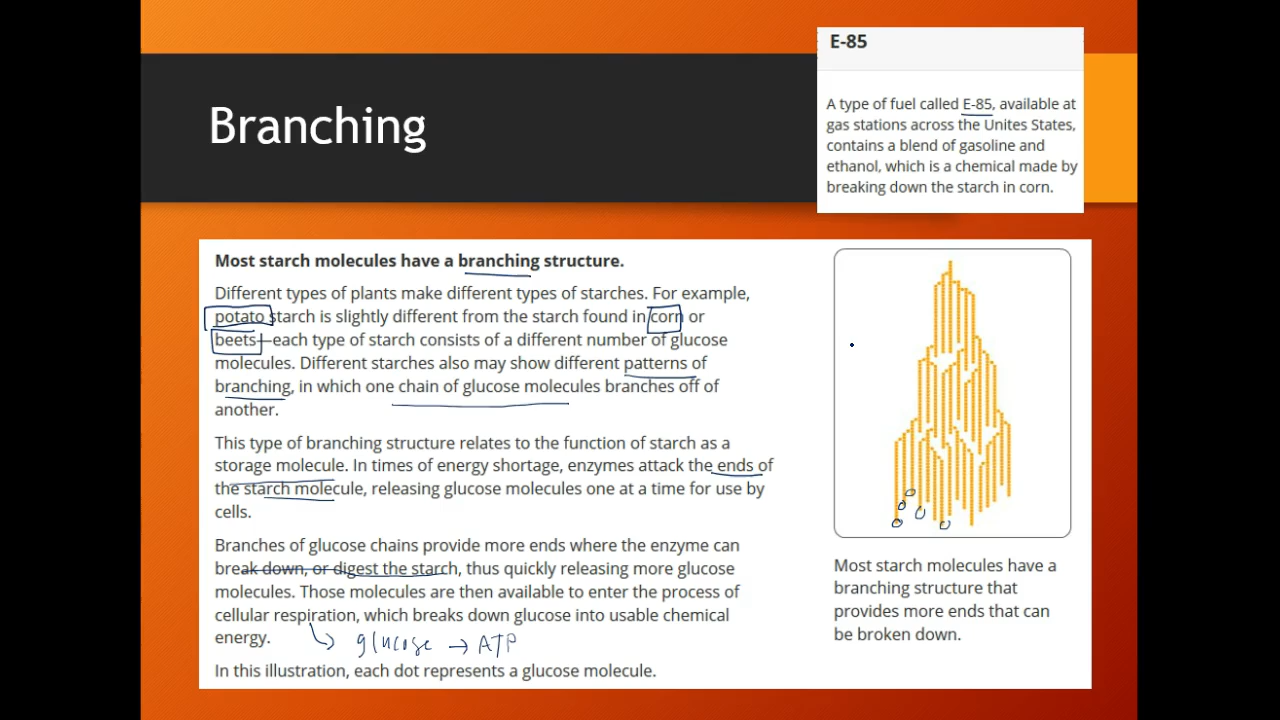 Branching
E-85
A type of fuel called E-85, available at
gas stations across the Unites States,
contains a blend of gasoline and
ethanol, which is a chemical made by
breaking down the starch in corn.
Most starch molecules have a branching structure.
Different types of plants make different types of starches. For example,
potato starch is slightly different from the starch found in corn or
beets—each type of starch consists of a different number of glucose
molecules. Different starches also may show different patterns of
branching, in which one chain of glucose molecules branches off of
another.
This type of branching structure relates to the function of starch as a
storage molecule. In times of energy shortage, enzymes attack the ends of
the starch molecule, releasing glucose molecules one at a time for use by
cells.
Branches of glucose chains provide more ends where the enzyme can
break down, or digest the starch, thus quickly releasing more glucose
molecules. Those molecules are then available to enter the process of
cellular respiration, which breaks down glucose into usable chemical
energy.
glucose → ATP
In this illustration, each dot represents a glucose molecule.
Most starch molecules have a
branching structure that
provides more ends that can
be broken down.